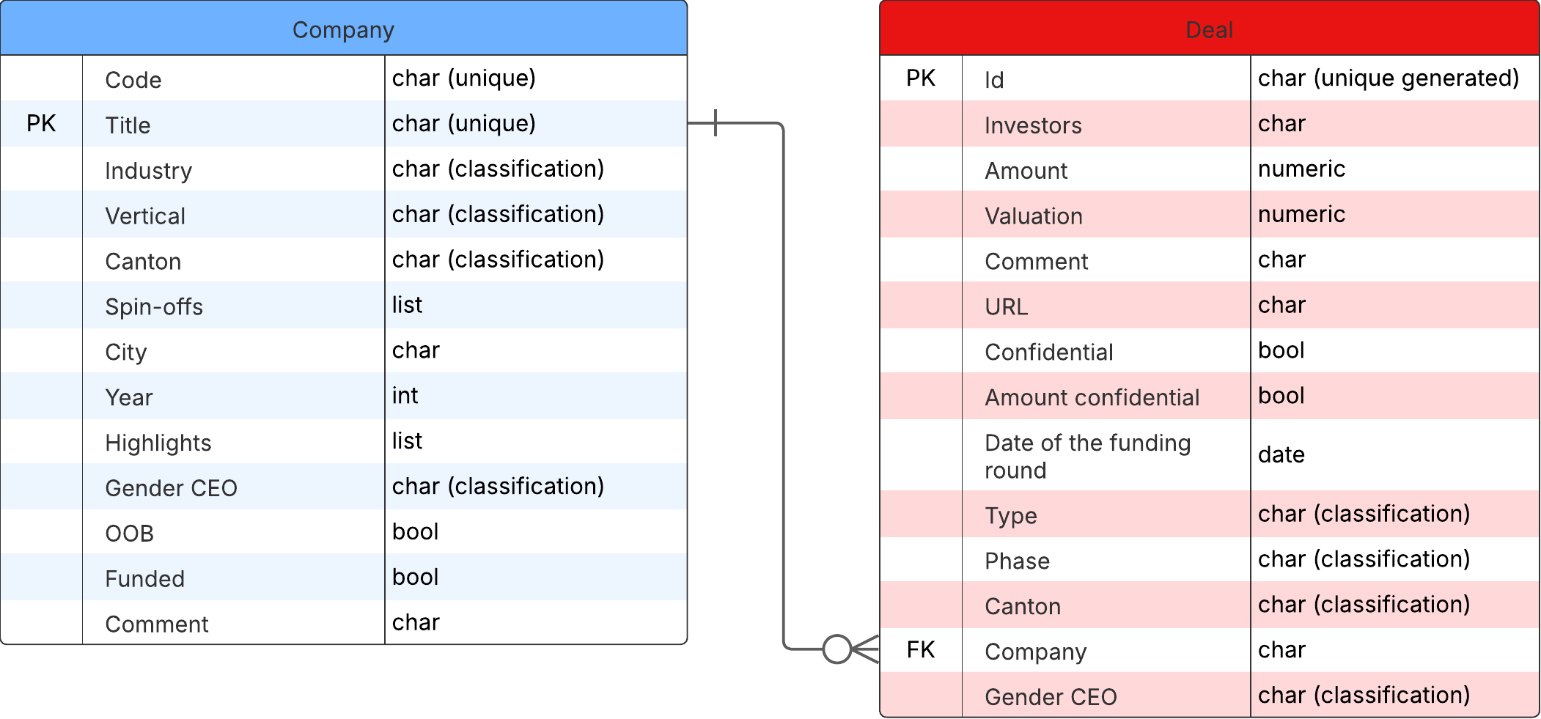 Company
Code char (unique)
PK Title char (unique)
Industry char (classification)
Vertical char (classification)
Canton char (classification)
Spin-offs list
City char
Year int
Highlights list
Gender CEO char (classification)
OOB bool
Funded bool
Comment char
Deal
PK Id char (unique generated)
Investors char
Amount numeric
Valuation numeric
Comment char
URL char
Confidential bool
Amount confidential bool
Date of the funding
round
date
Type char (classification)
Phase char (classification)
Canton char (classification)
FK Company char
Gender CEO char (classification)